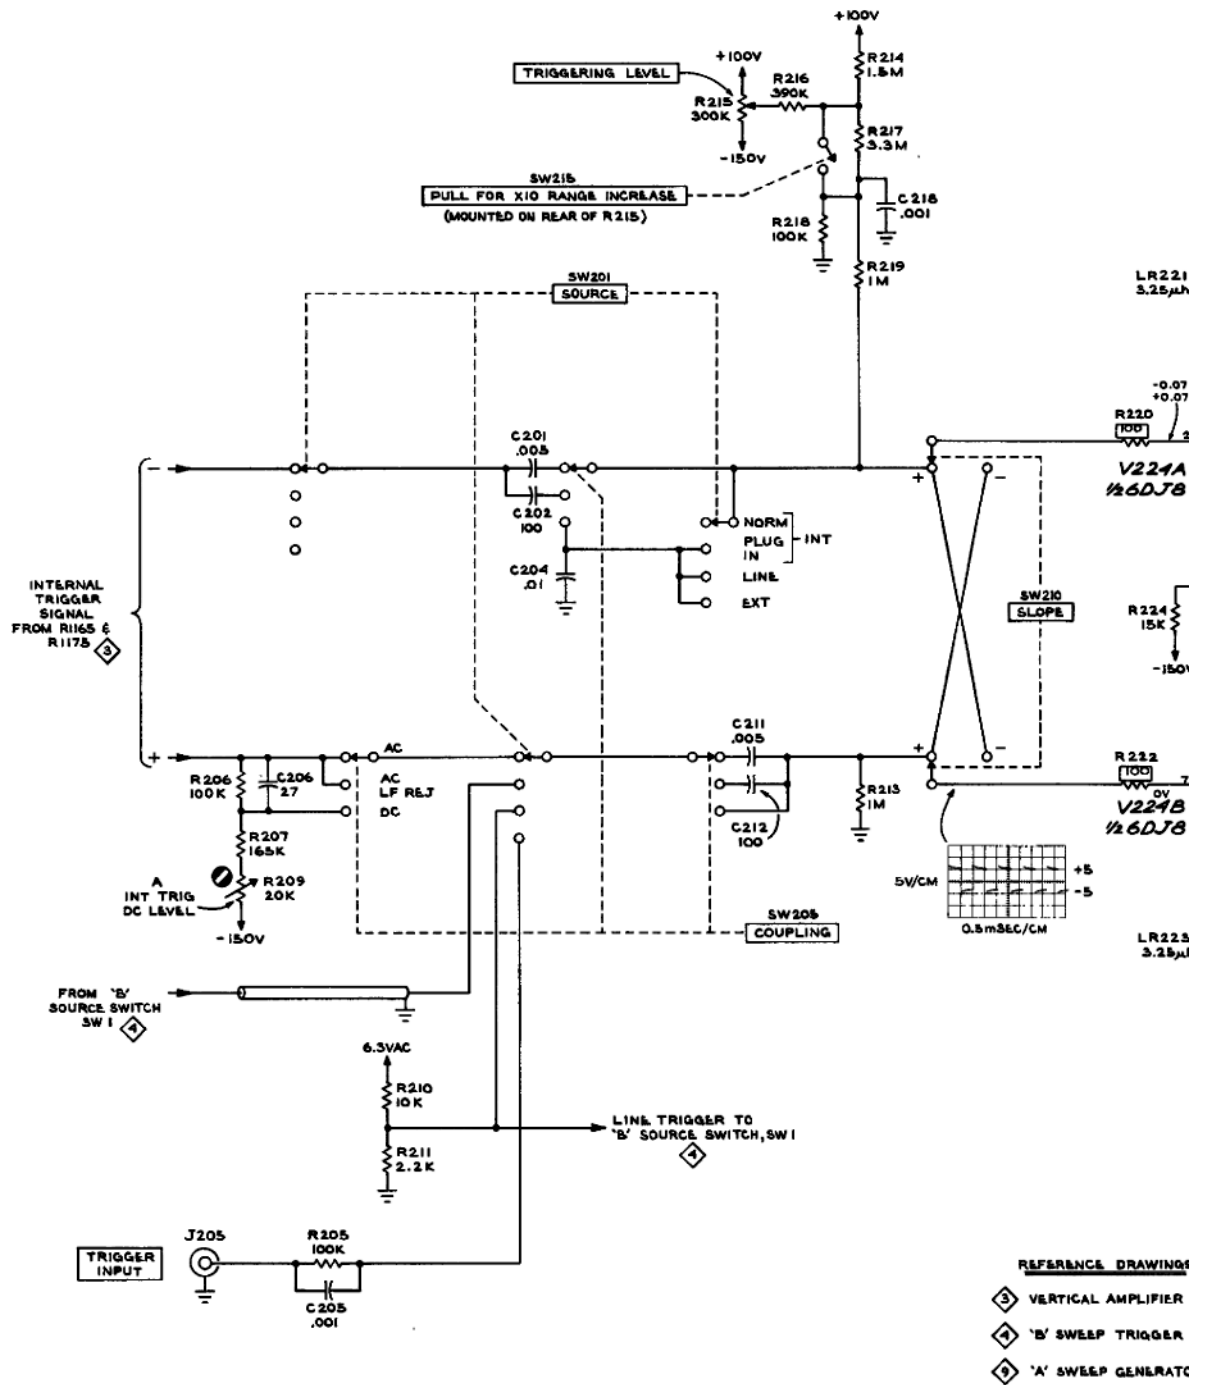 +100V
R214
1.5M
+100V
TRIGGERING LEVEL
R216
390K
R215
300K
R217
3.3M
-150V
SW215
PULL FOR X10 RANGE INCREASE
(MOUNTED ON REAR OF R215)
C218
.001
R218
100K
R219
1M
SW201
SOURCE
LR221
3.25μh
-0.07
+0.07
R220
100
2
C201
.005
V224A
½6DJ8
C202
100
NORM
PLUG
IN
INT
LINE
EXT
C204
.01
+
-
INTERNAL
TRIGGER
SIGNAL
FROM R1165 &
R1175
3
SW210
SLOPE
R224
15K
-150V
C211
.005
AC
R206
100K
C206
27
AC
LF REJ
DC
R213
1M
+
-
R222
100
0V
7
V224B
½6DJ8
C212
100
R207
165K
A
INT TRIG
DC LEVEL
R209
20K
-150V
5V/CM
+5
-5
0.5mSEC/CM
SW205
COUPLING
LR223
3.25μh
FROM 'B'
SOURCE SWITCH
SW1
4
6.3VAC
R210
10K
LINE TRIGGER TO
'B' SOURCE SWITCH, SW1
4
R211
2.2K
TRIGGER
INPUT
J205
R205
100K
C205
.001
REFERENCE DRAWINGS
3 VERTICAL AMPLIFIER
4 'B' SWEEP TRIGGER
9 'A' SWEEP GENERATO